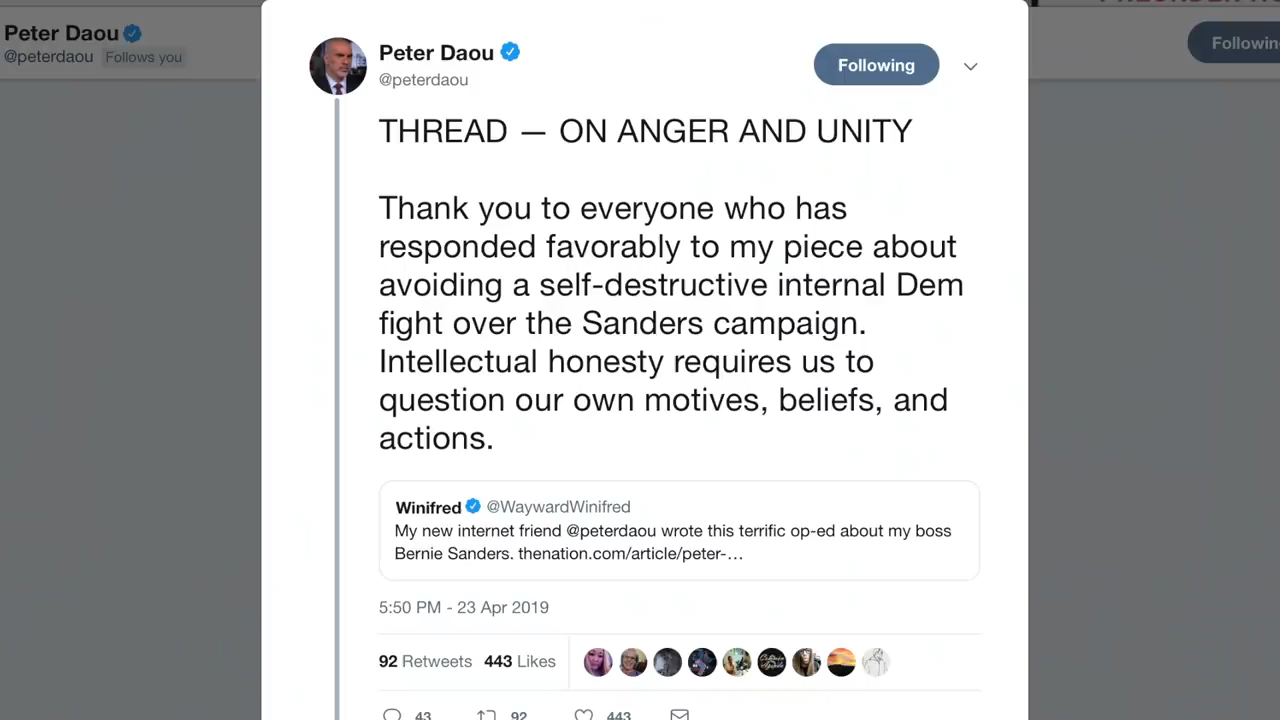 Peter Daou
@peterdaou Follows you
Followin
Peter Daou
@peterdaou
Following
THREAD — ON ANGER AND UNITY
Thank you to everyone who has
responded favorably to my piece about
avoiding a self-destructive internal Dem
fight over the Sanders campaign.
Intellectual honesty requires us to
question our own motives, beliefs, and
actions.
Winifred @WaywardWinifred
My new internet friend @peterdaou wrote this terrific op-ed about my boss
Bernie Sanders. thenation.com/article/peter-…
5:50 PM - 23 Apr 2019
92 Retweets 443 Likes
43 92 443